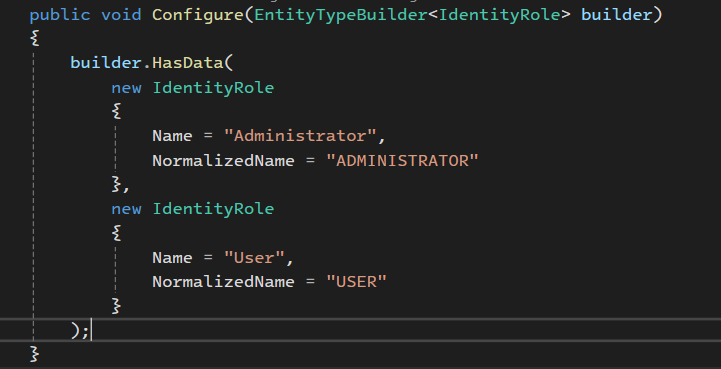 public void Configure(EntityTypeBuilder<IdentityRole> builder)
{
builder.HasData(
new IdentityRole
{
Name = "Administrator",
NormalizedName = "ADMINISTRATOR"
},
new IdentityRole
{
Name = "User",
NormalizedName = "USER"
}
);
}